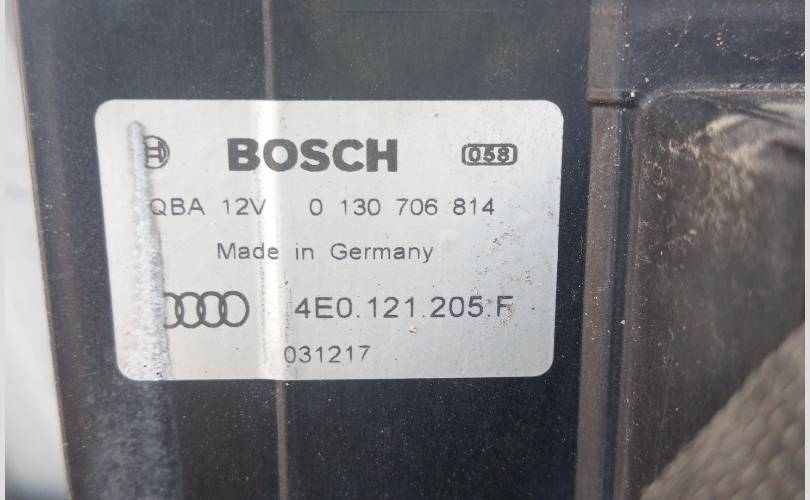 BOSCH 058
QBA 12V 0 130 706 814
Made in Germany
4E0.121.205.F
031217